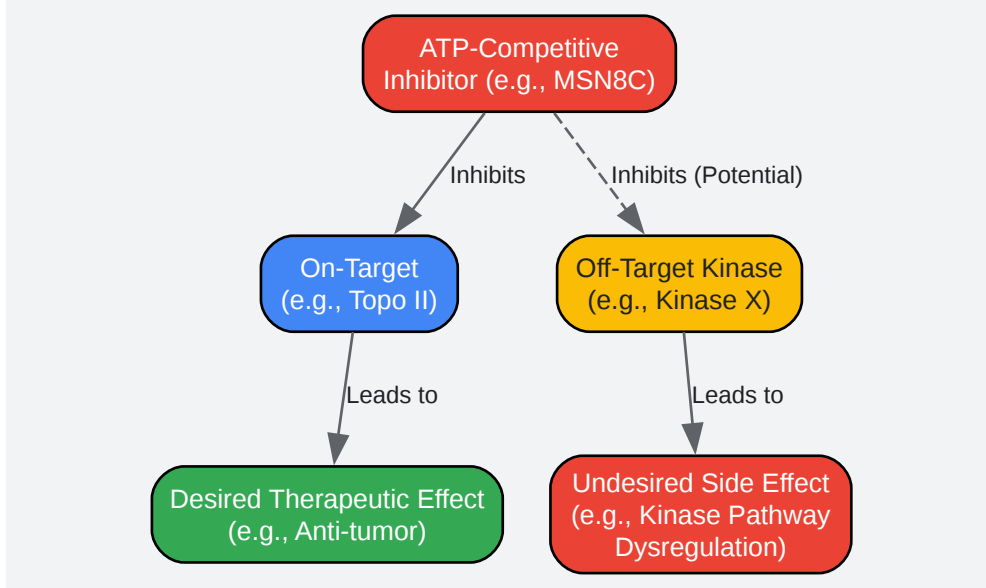 ATP-Competitive
Inhibitor (e.g., MSN8C)
Inhibits
Inhibits (Potential)
On-Target
(e.g., Topo II)
Off-Target Kinase
(e.g., Kinase X)
Leads to
Leads to
Desired Therapeutic Effect
(e.g., Anti-tumor)
Undesired Side Effect
(e.g., Kinase Pathway
Dysregulation)